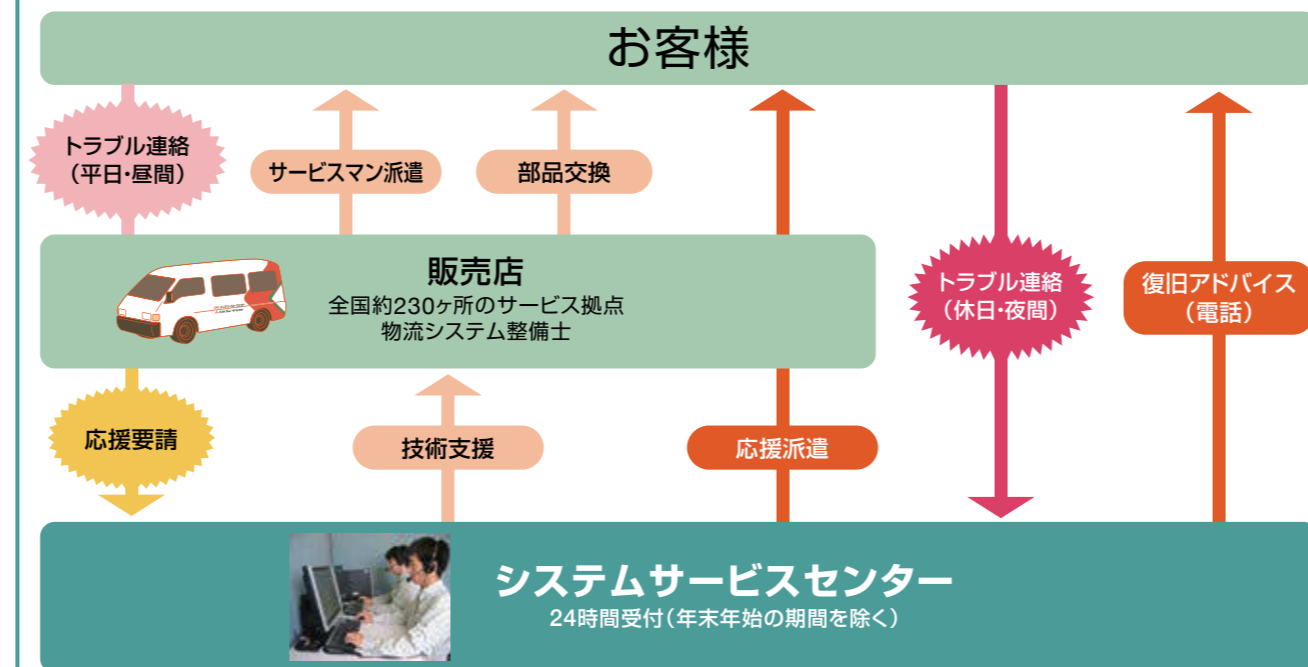 お客様
トラブル連絡
（平日・昼間）
サービスマン派遣
部品交換
販売店
全国約230ヶ所のサービス拠点
物流システム整備士
トラブル連絡
（休日・夜間）
復旧アドバイス
（電話）
応援要請
技術支援
応援派遣
システムサービスセンター
24時間受付（年末年始の期間を除く）